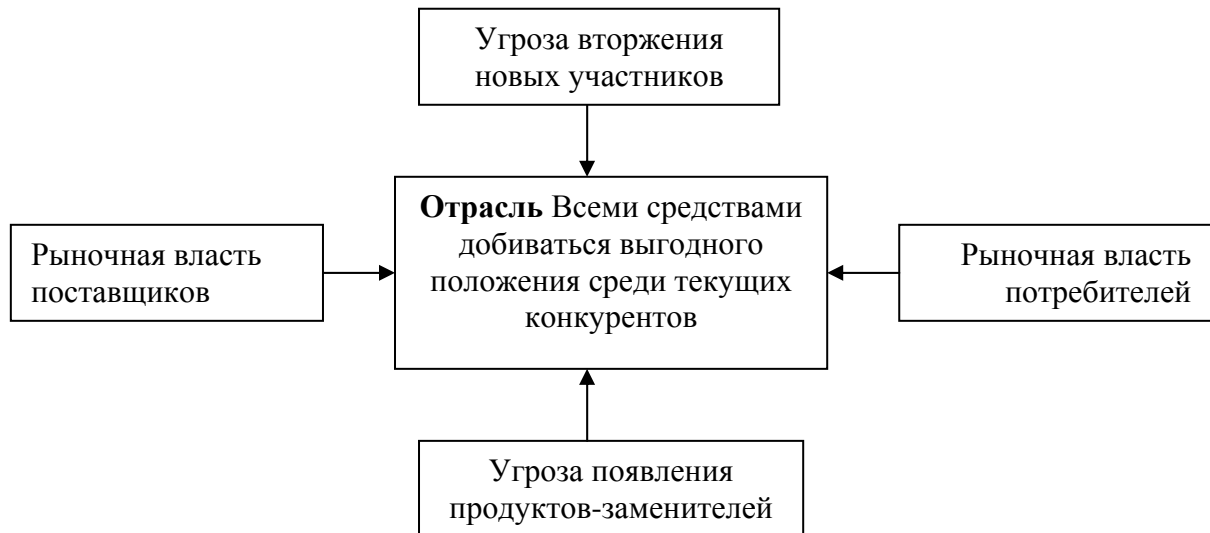 Угроза вторжения
новых участников
Отрасль Всеми средствами
добиваться выгодного
положения среди текущих
конкурентов
Рыночная власть
поставщиков
Рыночная власть
потребителей
Угроза появления
продуктов-заменителей